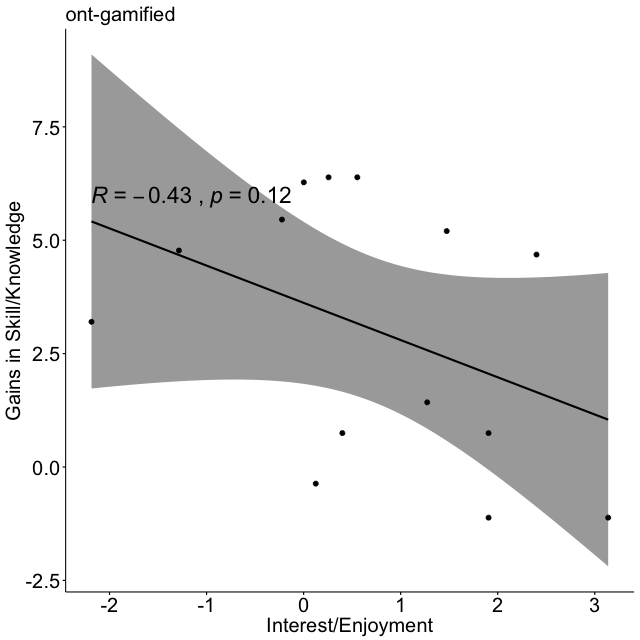 ont-gamified
7.5
R = −0.43 , p = 0.12
5.0
2.5
0.0
-2.5
Gains in Skill/Knowledge
-2 -1 0 1 2 3
Interest/Enjoyment